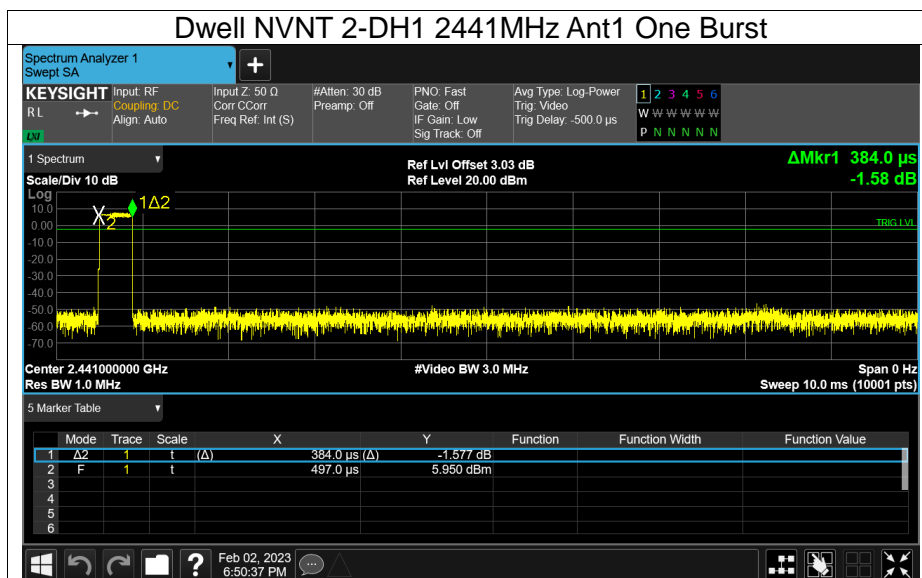 Dwell NVNT 2-DH1 2441MHz Ant1 One Burst
Spectrum Analyzer 1
Swept SA
+
KEYSIGHT Input: RF Input Z: 50 Ω #Atten: 30 dB PNO: Fast Avg Type: Log-Power 1 2 3 4 5 6
R L Coupling: DC Corr CCorr Preamp: Off Gate: Off Trig: Video W W W W W W
Align: Auto Freq Ref: Int (S) IF Gain: Low Trig Delay: -500.0 µs
LXI Sig Track: Off P N N N N N
1 Spectrum Ref Lvl Offset 3.03 dB ΔMkr1 384.0 µs
Scale/Div 10 dB Ref Level 20.00 dBm -1.58 dB
Log
10.0 X 2 1Δ2
0.00 TRIG LVL
-10.0
-20.0
-30.0
-40.0
-50.0
-60.0
-70.0
Center 2.441000000 GHz #Video BW 3.0 MHz Span 0 Hz
Res BW 1.0 MHz Sweep 10.0 ms (10001 pts)
5 Marker Table
Mode Trace Scale X Y Function Function Width Function Value
1 Δ2 1 t (Δ) 384.0 µs (Δ) -1.577 dB
2 F 1 t 497.0 µs 5.950 dBm
3
4
5
6
? Feb 02, 2023
6:50:37 PM